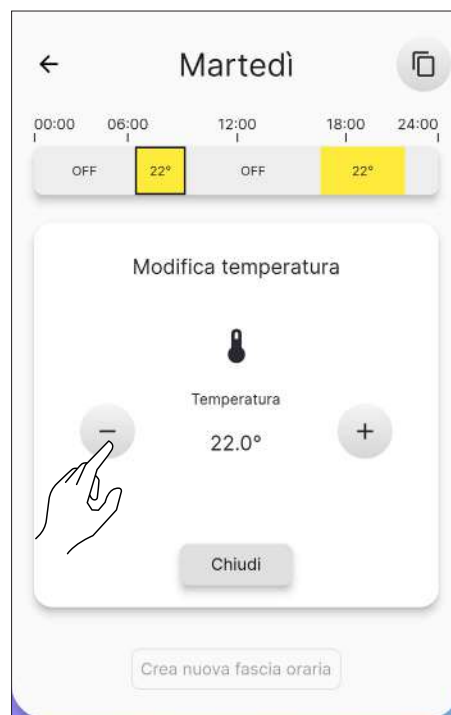 Martedì
00:00 06:00 12:00 18:00 24:00
OFF 22° OFF 22°
Modifica temperatura
Temperatura
− 22.0° +
Chiudi
Crea nuova fascia oraria